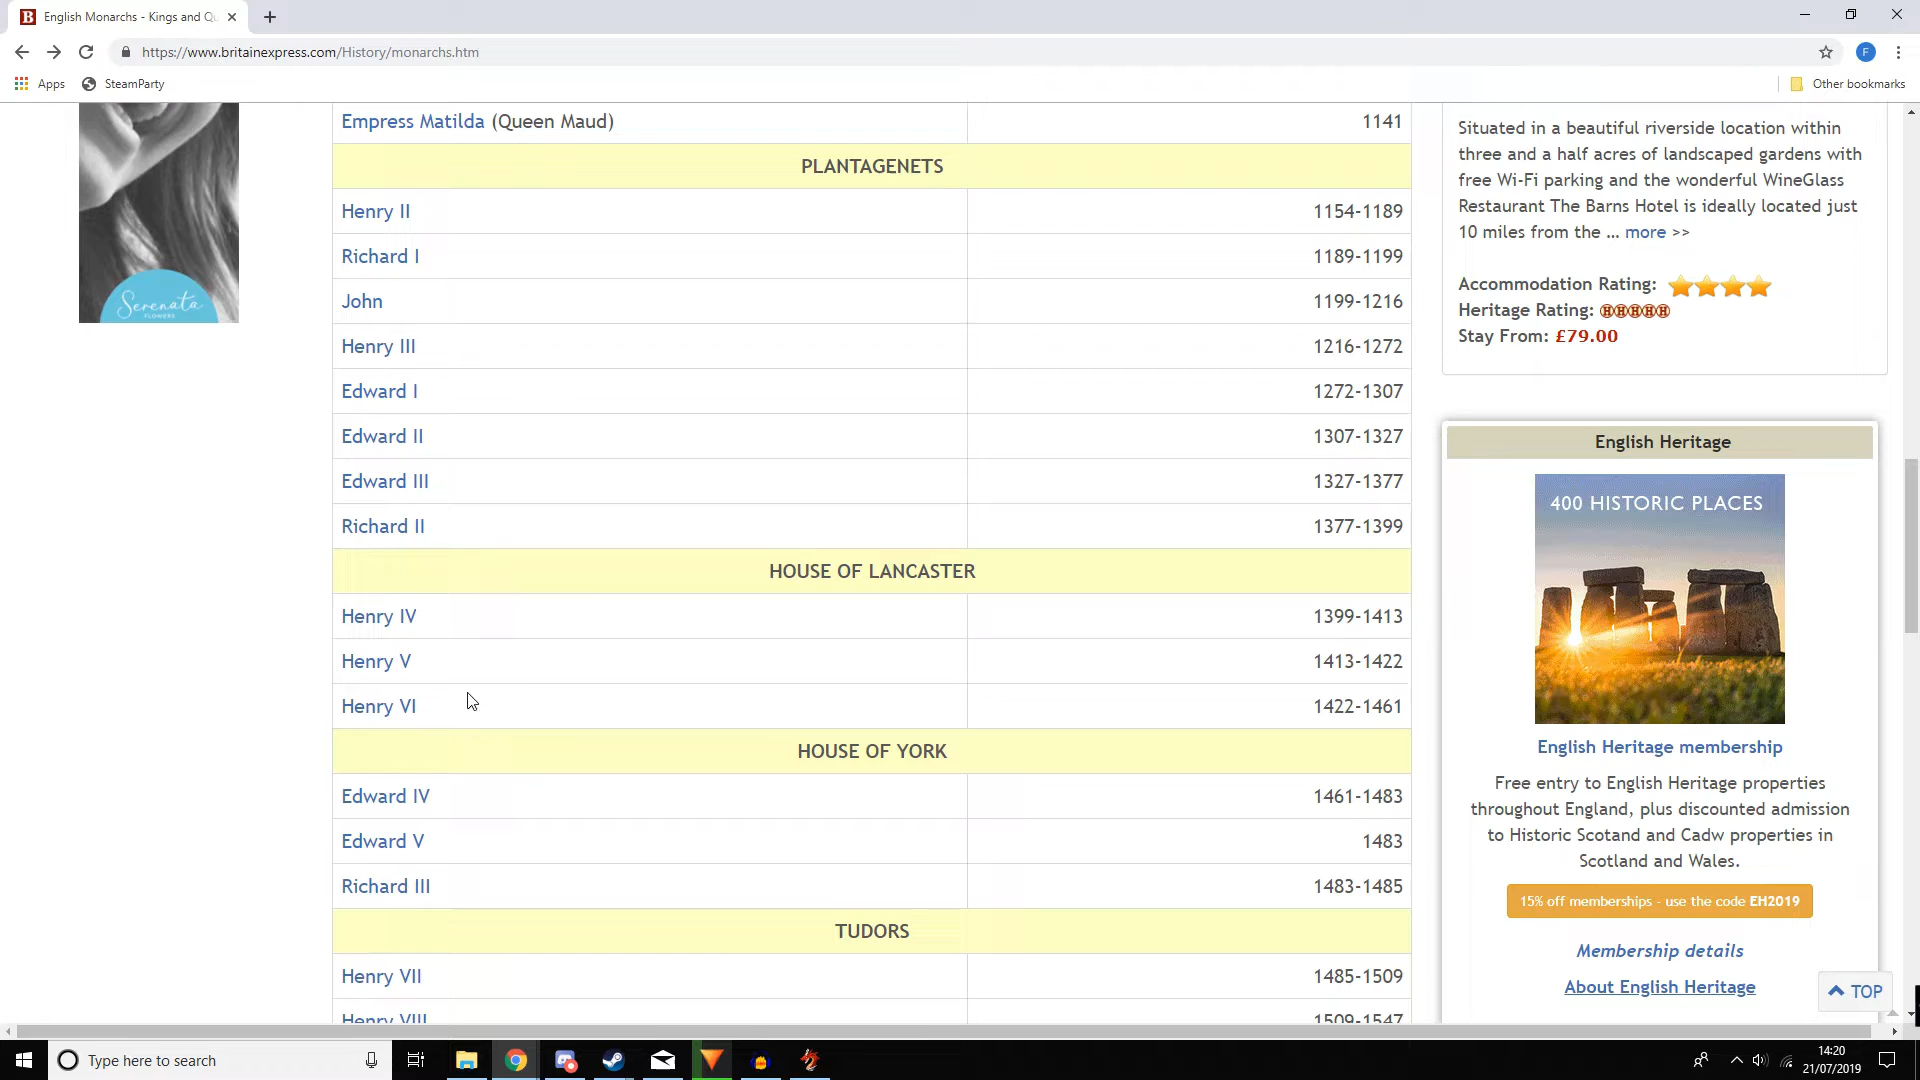 English Monarchs - Kings and Qu
https://www.britainexpress.com/History/monarchs.htm
F
Apps
SteamParty
Other bookmarks
Empress Matilda (Queen Maud) 1141
PLANTAGENETS
Henry II 1154-1189
Richard I 1189-1199
John 1199-1216
Henry III 1216-1272
Edward I 1272-1307
Edward II 1307-1327
Edward III 1327-1377
Richard II 1377-1399
HOUSE OF LANCASTER
Henry IV 1399-1413
Henry V 1413-1422
Henry VI 1422-1461
HOUSE OF YORK
Edward IV 1461-1483
Edward V 1483
Richard III 1483-1485
TUDORS
Henry VII 1485-1509
Henry VIII 1509-1547
Serenata
FLOWERS
Situated in a beautiful riverside location within
three and a half acres of landscaped gardens with
free Wi-Fi parking and the wonderful WineGlass
Restaurant The Barns Hotel is ideally located just
10 miles from the ... more >>
Accommodation Rating:
Heritage Rating: HHHHH
Stay From: £79.00
English Heritage
400 HISTORIC PLACES
English Heritage membership
Free entry to English Heritage properties
throughout England, plus discounted admission
to Historic Scotand and Cadw properties in
Scotland and Wales.
15% off memberships - use the code EH2019
Membership details
About English Heritage
TOP
Type here to search
14:20
21/07/2019